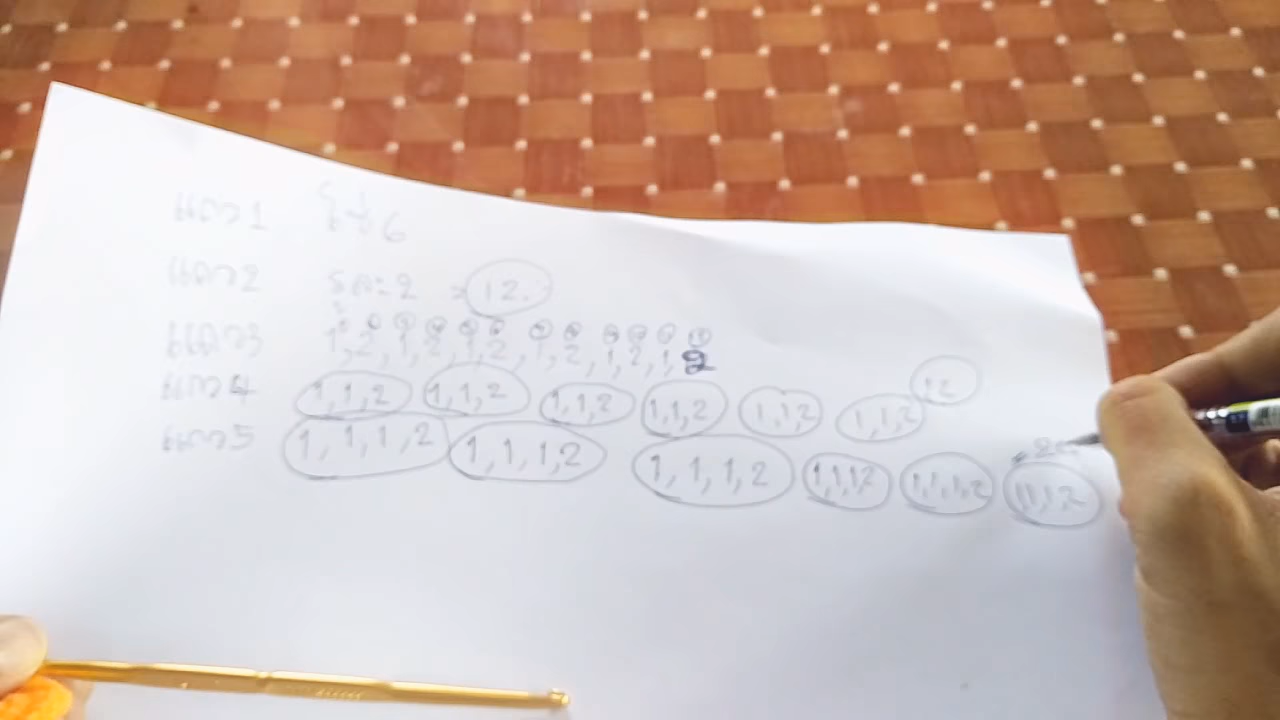 แถว 1 6
แถว 2 รูละ 2 12
แถว 3 1, 2, 1, 2, 1, 2, 1, 2, 1, 2, 1, 2
แถว 4 1,1,2 1,1,2 1,1,2 1,1,2 1,1,2 1,1,2 12
แถว 5 1,1,1,2 1,1,1,2 1,1,1,2 1,1,1,2 1,1,1,2 1,1,1,2